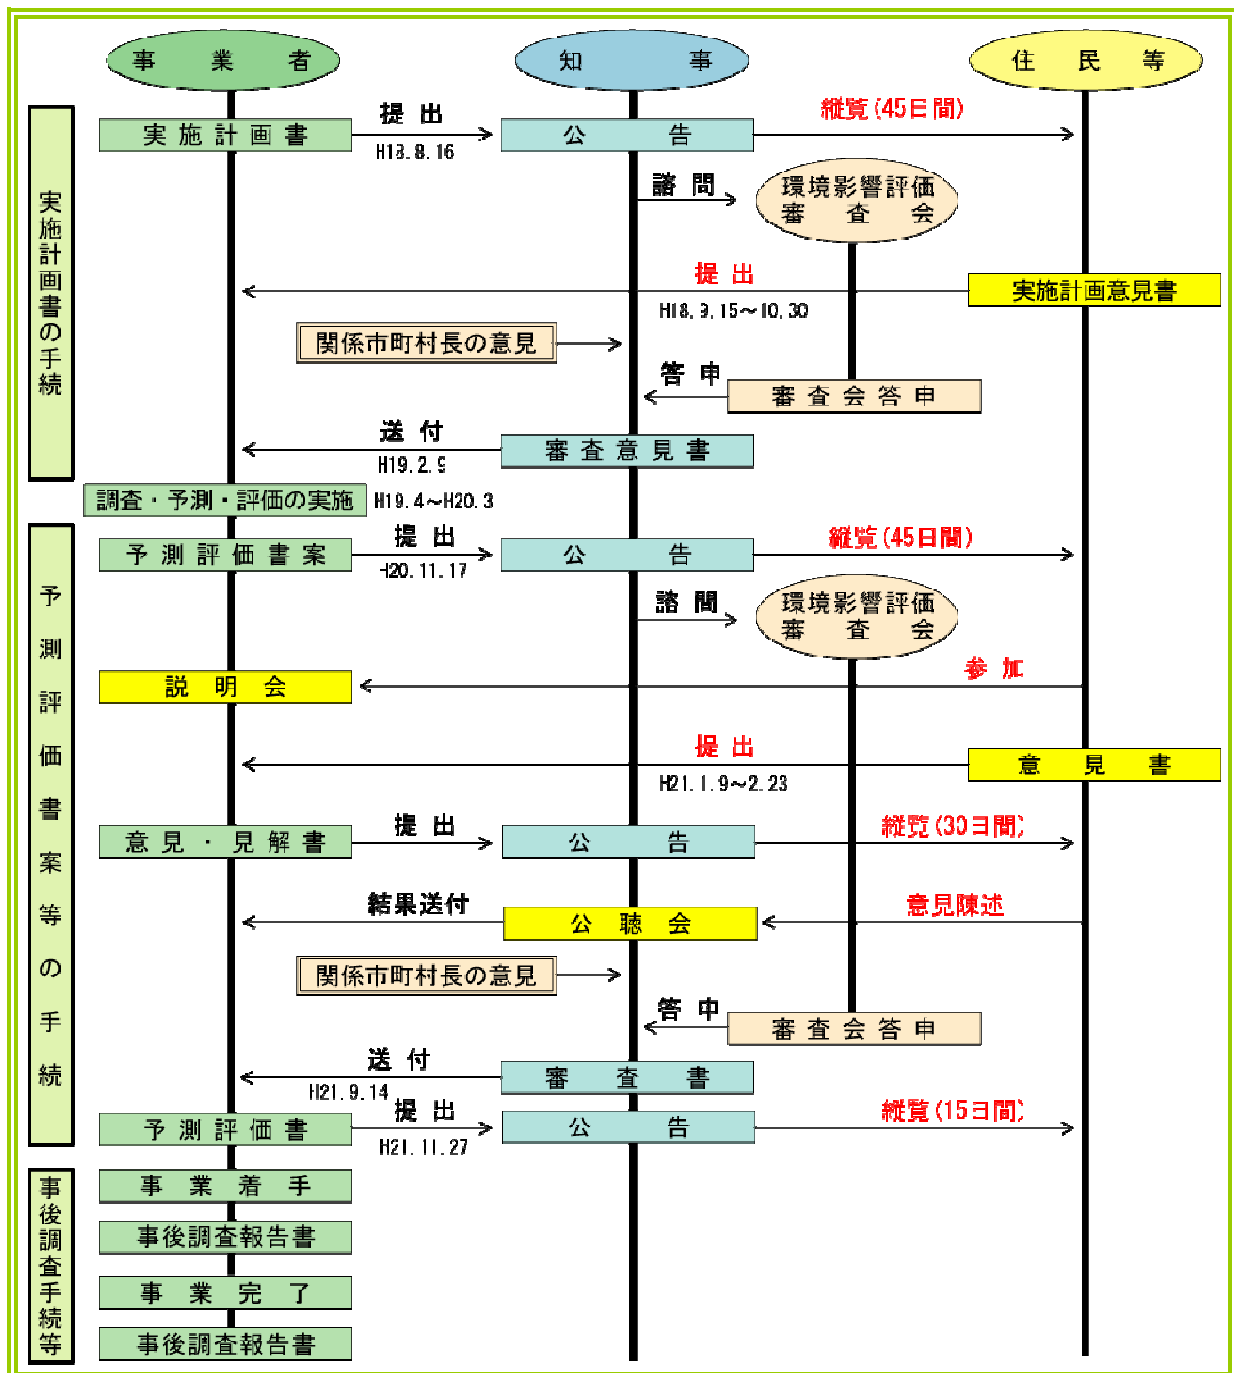 事業者
知事
住民等
実施計画書の手続
実施計画書
提出
H18.8.16
公告
縦覧(45日間)
諮問
環境影響評価
審査会
提出
H18.9.15～10.30
実施計画意見書
関係市町村長の意見
答申
審査会答申
送付
H19.2.9
審査意見書
調査・予測・評価の実施
H19.4～H20.3
予測評価書案等の手続
予測評価書案
提出
H20.11.17
公告
縦覧(45日間)
諮問
環境影響評価
審査会
説明会
参加
提出
H21.1.9～2.23
意見書
意見・見解書
提出
公告
縦覧(30日間)
結果送付
公聴会
意見陳述
関係市町村長の意見
答申
審査会答申
送付
H21.9.14
審査書
予測評価書
提出
H21.11.27
公告
縦覧(15日間)
事後調査手続等
事業着手
事後調査報告書
事業完了
事後調査報告書